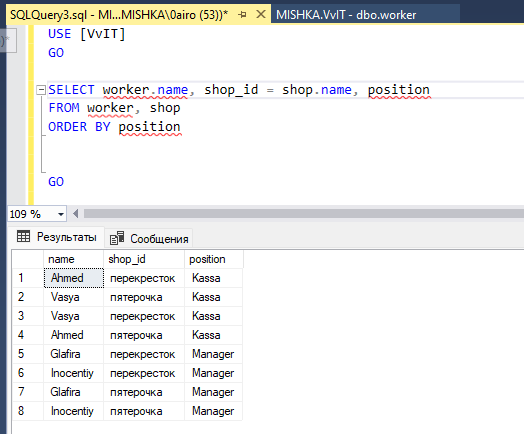 SQLQuery3.sql - MI...MISHKA\0airo (53))*
MISHKA.VvIT - dbo.worker
)*
USE [VvIT]
GO
SELECT worker.name, shop_id = shop.name, position
FROM worker, shop
ORDER BY position
GO
109 %
Результаты
Сообщения
name shop_id position
1 Ahmed перекресток Kassa
2 Vasya пятерочка Kassa
3 Vasya перекресток Kassa
4 Ahmed пятерочка Kassa
5 Glafira перекресток Manager
6 Inocentiy перекресток Manager
7 Glafira пятерочка Manager
8 Inocentiy пятерочка Manager